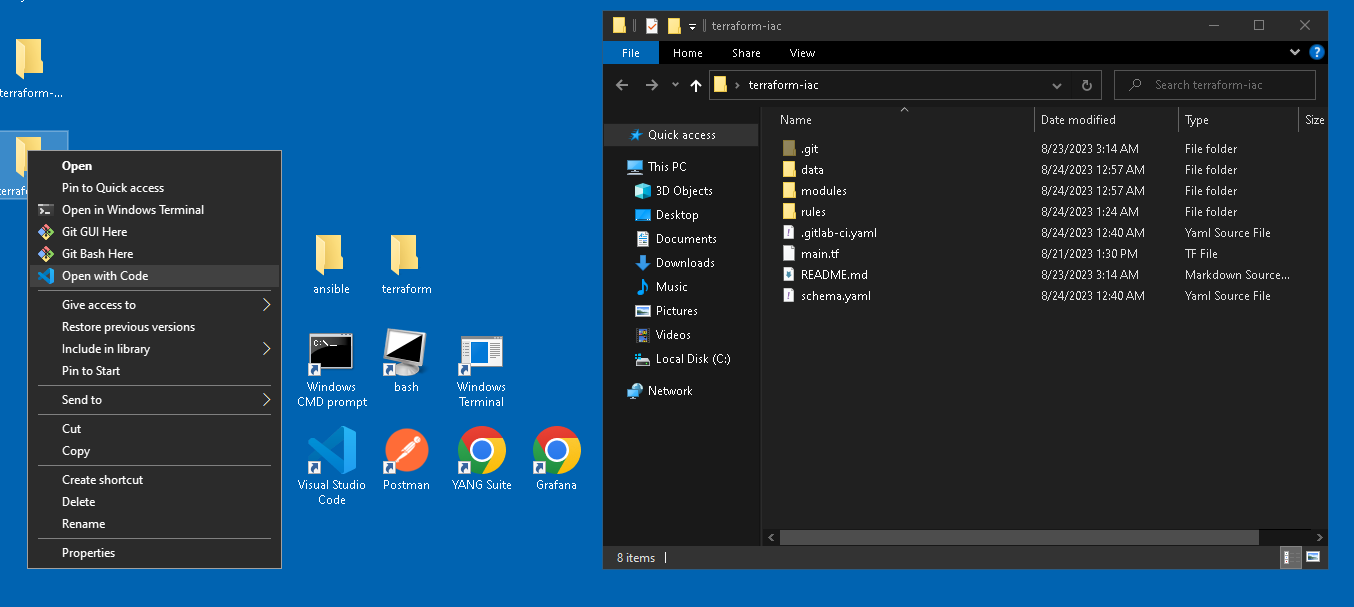 terraform-...
terraf
Open
Pin to Quick access
Open in Windows Terminal
Git GUI Here
Git Bash Here
Open with Code
Give access to
Restore previous versions
Include in library
Pin to Start
Send to
Cut
Copy
Create shortcut
Delete
Rename
Properties
ansible
terraform
Windows
CMD prompt
bash
Windows
Terminal
Visual Studio
Code
Postman
YANG Suite
Grafana
terraform-iac
File Home Share View
terraform-iac
Search terraform-iac
Quick access
This PC
3D Objects
Desktop
Documents
Downloads
Music
Pictures
Videos
Local Disk (C:)
Network
Name Date modified Type Size
.git 8/23/2023 3:14 AM File folder
data 8/24/2023 12:57 AM File folder
modules 8/24/2023 12:57 AM File folder
rules 8/24/2023 1:24 AM File folder
.gitlab-ci.yaml 8/24/2023 12:40 AM Yaml Source File
main.tf 8/21/2023 1:30 PM TF File
README.md 8/23/2023 3:14 AM Markdown Source...
schema.yaml 8/24/2023 12:40 AM Yaml Source File
8 items